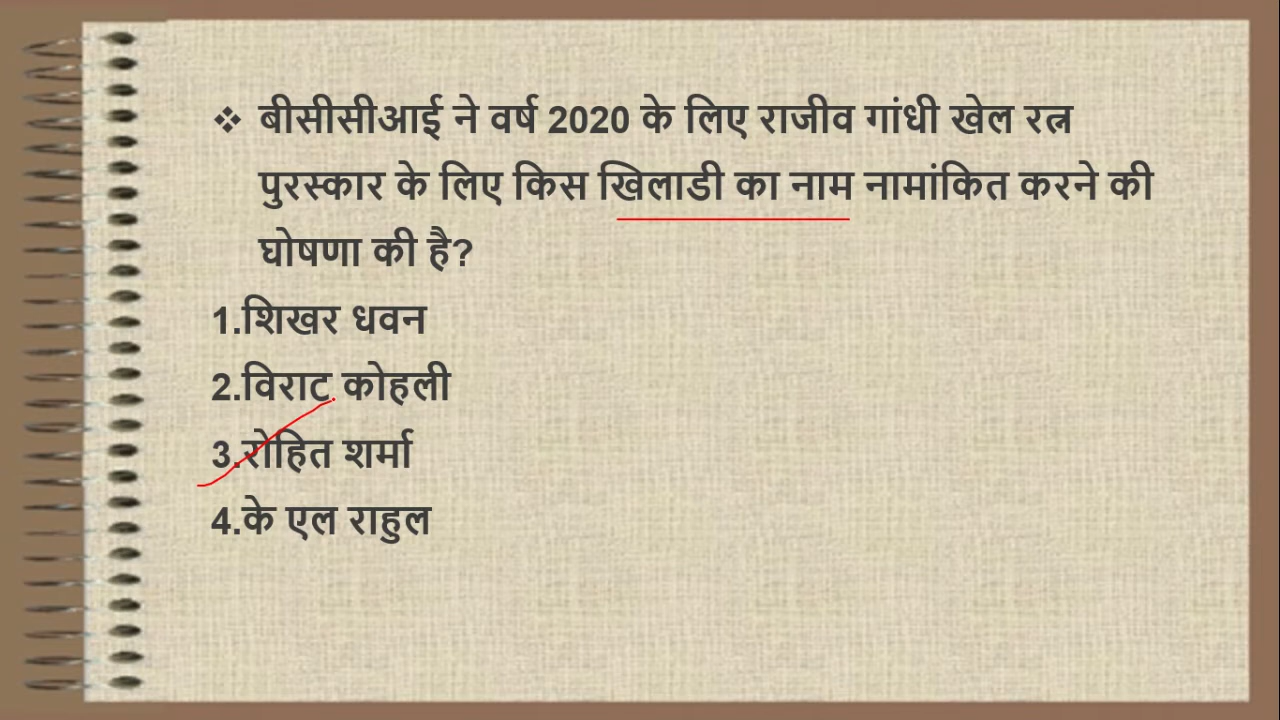 ❖ बीसीसीआई ने वर्ष 2020 के लिए राजीव गांधी खेल रत्न
पुरस्कार के लिए किस खिलाडी का नाम नामांकित करने की
घोषणा की है?
1.शिखर धवन
2.विराट कोहली
3.रोहित शर्मा
4.के एल राहुल